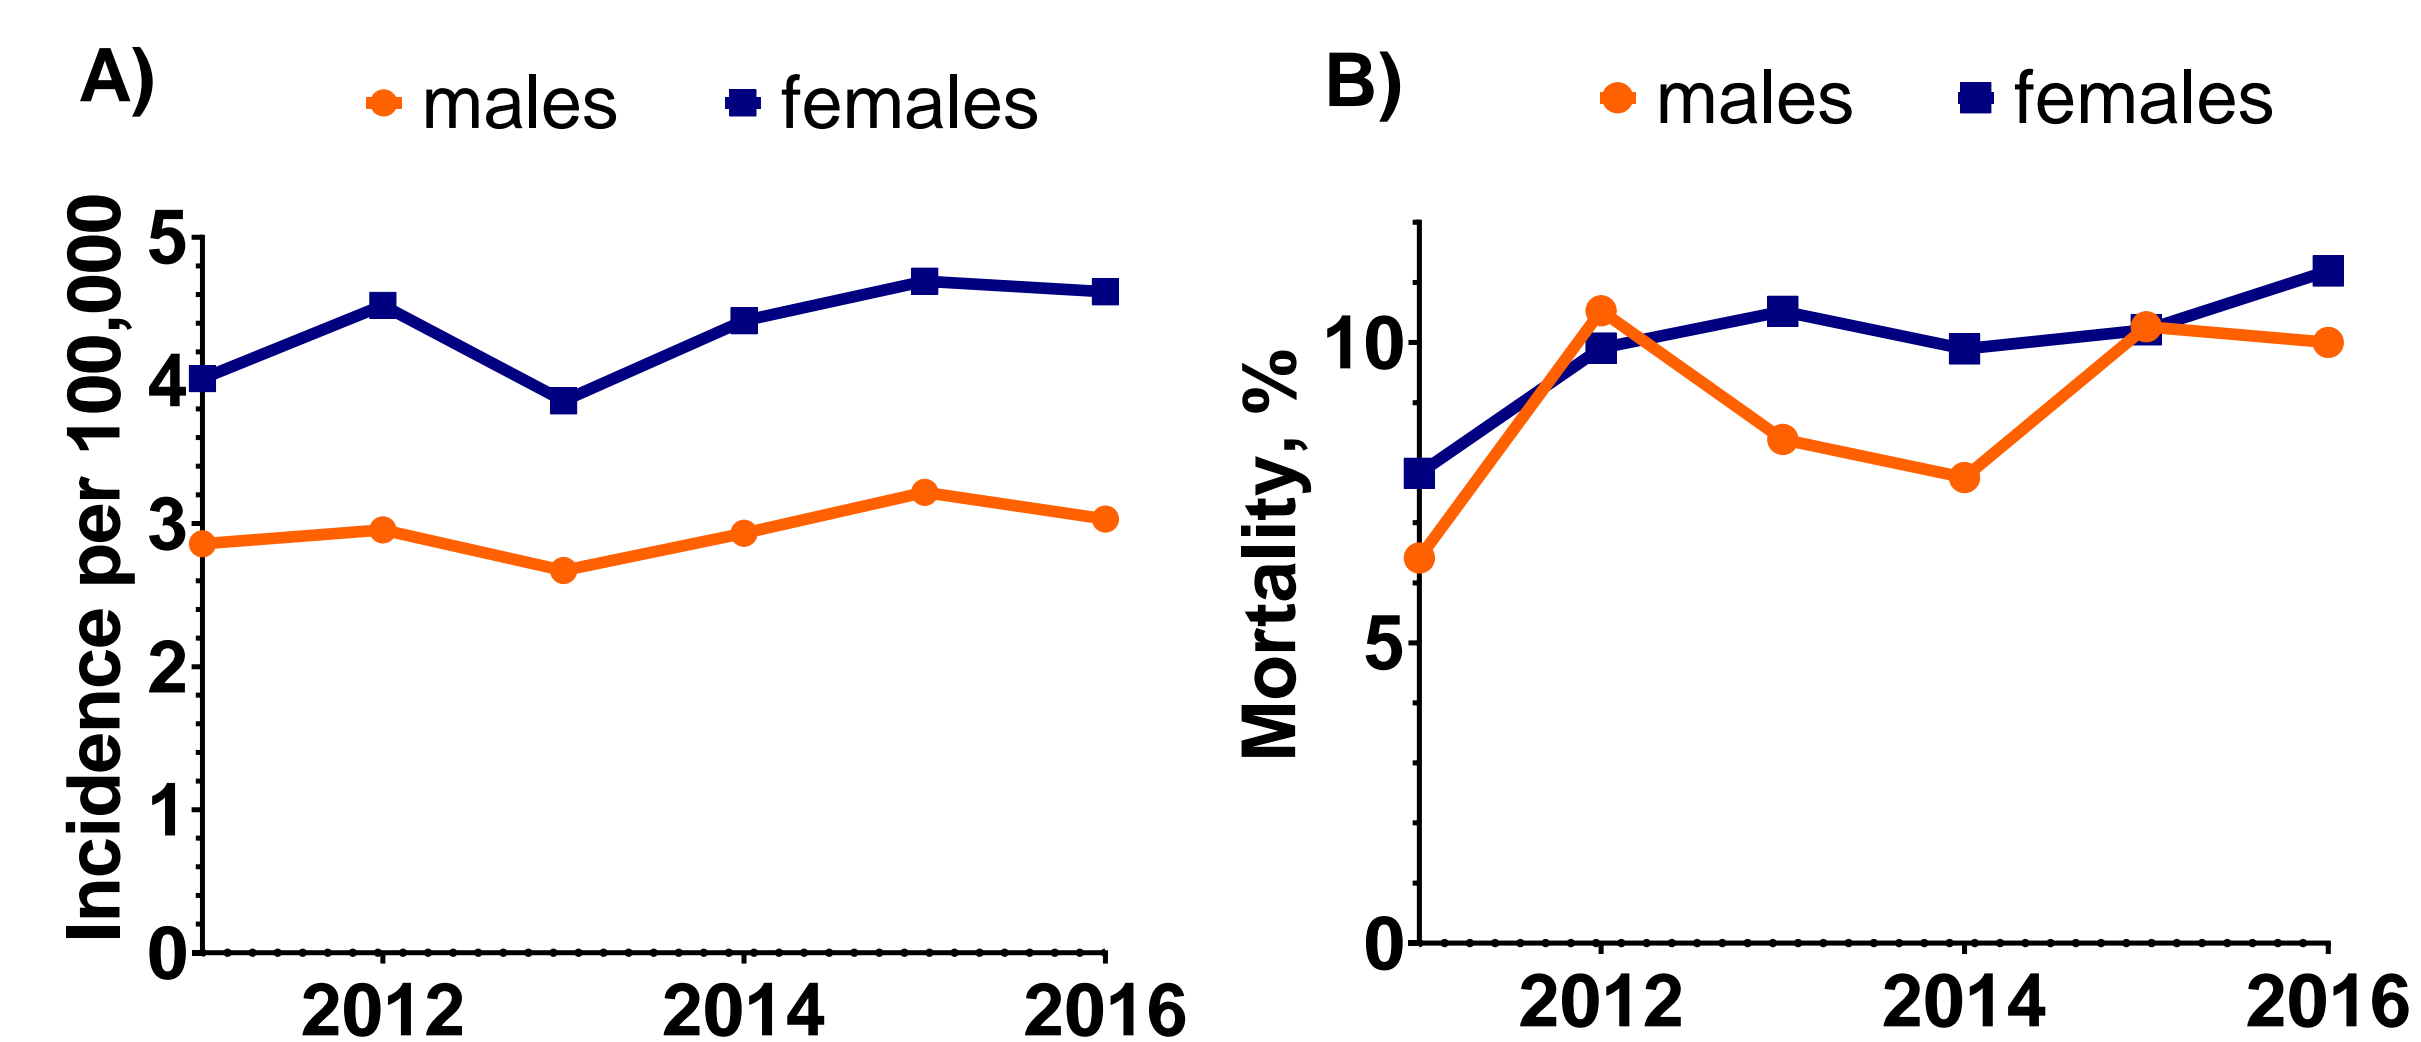 A)
males
females
Incidence per 100,000
5
4
3
2
1
0
2012
2014
2016
B)
males
females
Mortality, %
10
5
0
2012
2014
2016